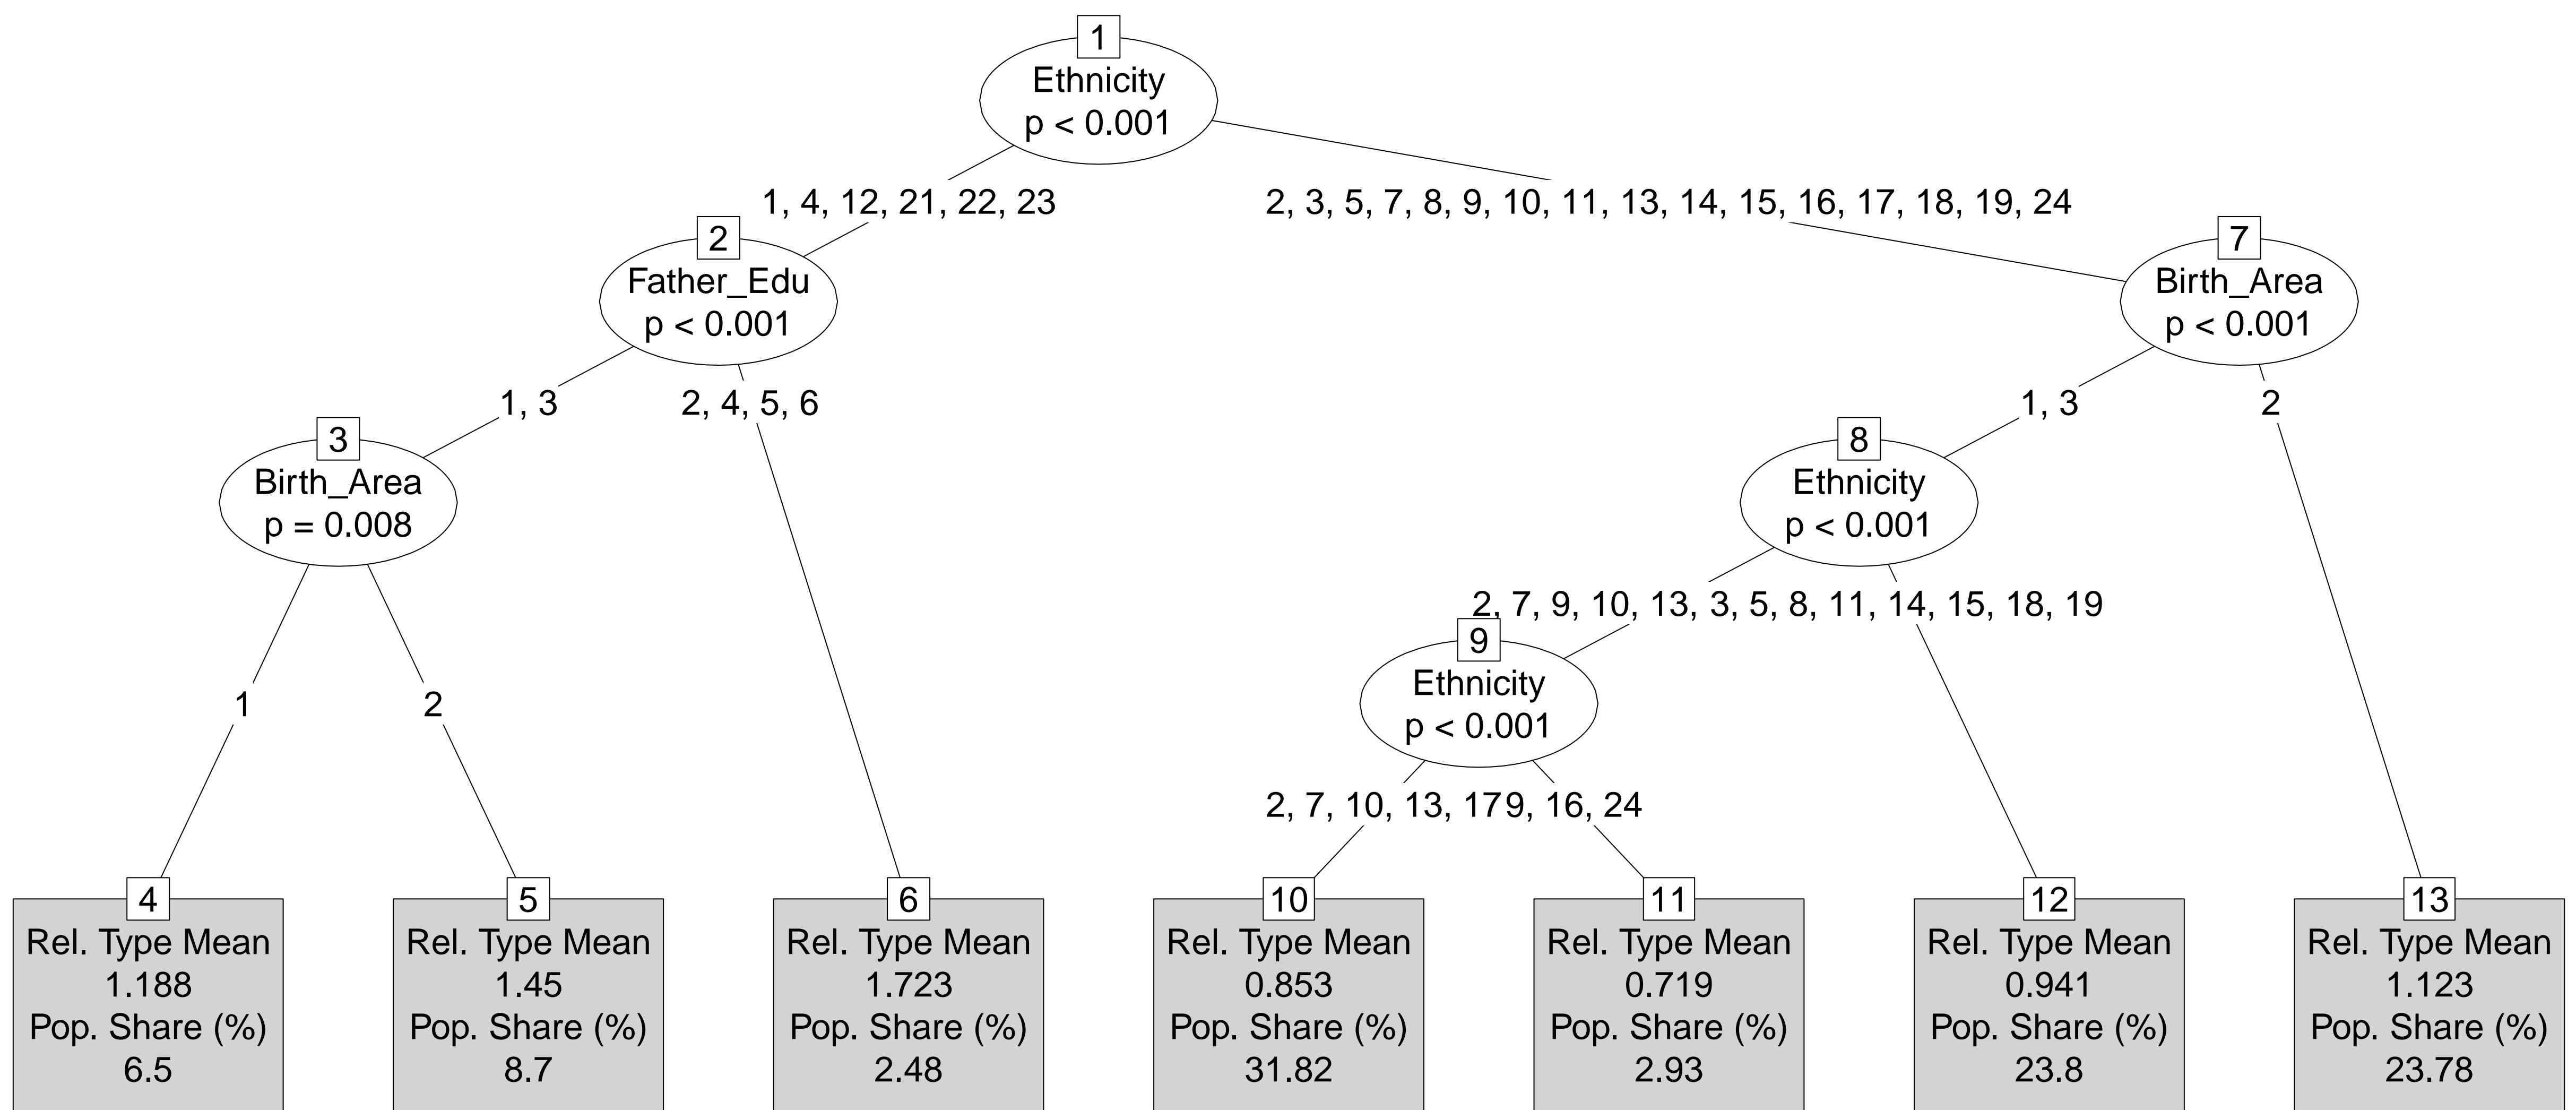 1
Ethnicity
p < 0.001
1, 4, 12, 21, 22, 23
2, 3, 5, 7, 8, 9, 10, 11, 13, 14, 15, 16, 17, 18, 19, 24
2
Father_Edu
p < 0.001
7
Birth_Area
p < 0.001
1, 3
2, 4, 5, 6
1, 3
2
3
Birth_Area
p = 0.008
8
Ethnicity
p < 0.001
2, 7, 9, 10, 13, 3, 5, 8, 11, 14, 15, 18, 19
9
Ethnicity
p < 0.001
1
2
2, 7, 10, 13, 17
9, 16, 24
4
Rel. Type Mean
1.188
Pop. Share (%)
6.5
5
Rel. Type Mean
1.45
Pop. Share (%)
8.7
6
Rel. Type Mean
1.723
Pop. Share (%)
2.48
10
Rel. Type Mean
0.853
Pop. Share (%)
31.82
11
Rel. Type Mean
0.719
Pop. Share (%)
2.93
12
Rel. Type Mean
0.941
Pop. Share (%)
23.8
13
Rel. Type Mean
1.123
Pop. Share (%)
23.78